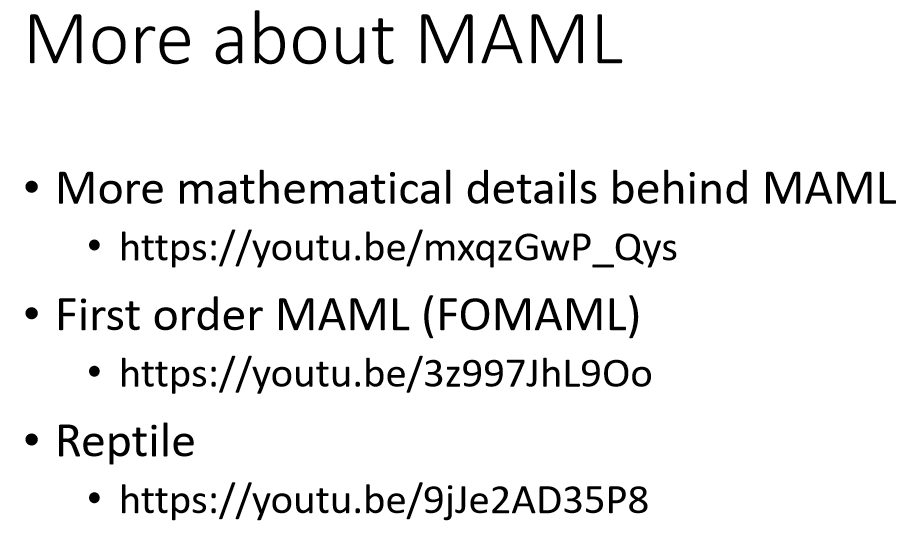 More about MAML
• More mathematical details behind MAML
• https://youtu.be/mxqzGwP_Qys
• First order MAML (FOMAML)
• https://youtu.be/3z997JhL9Oo
• Reptile
• https://youtu.be/9jJe2AD35P8